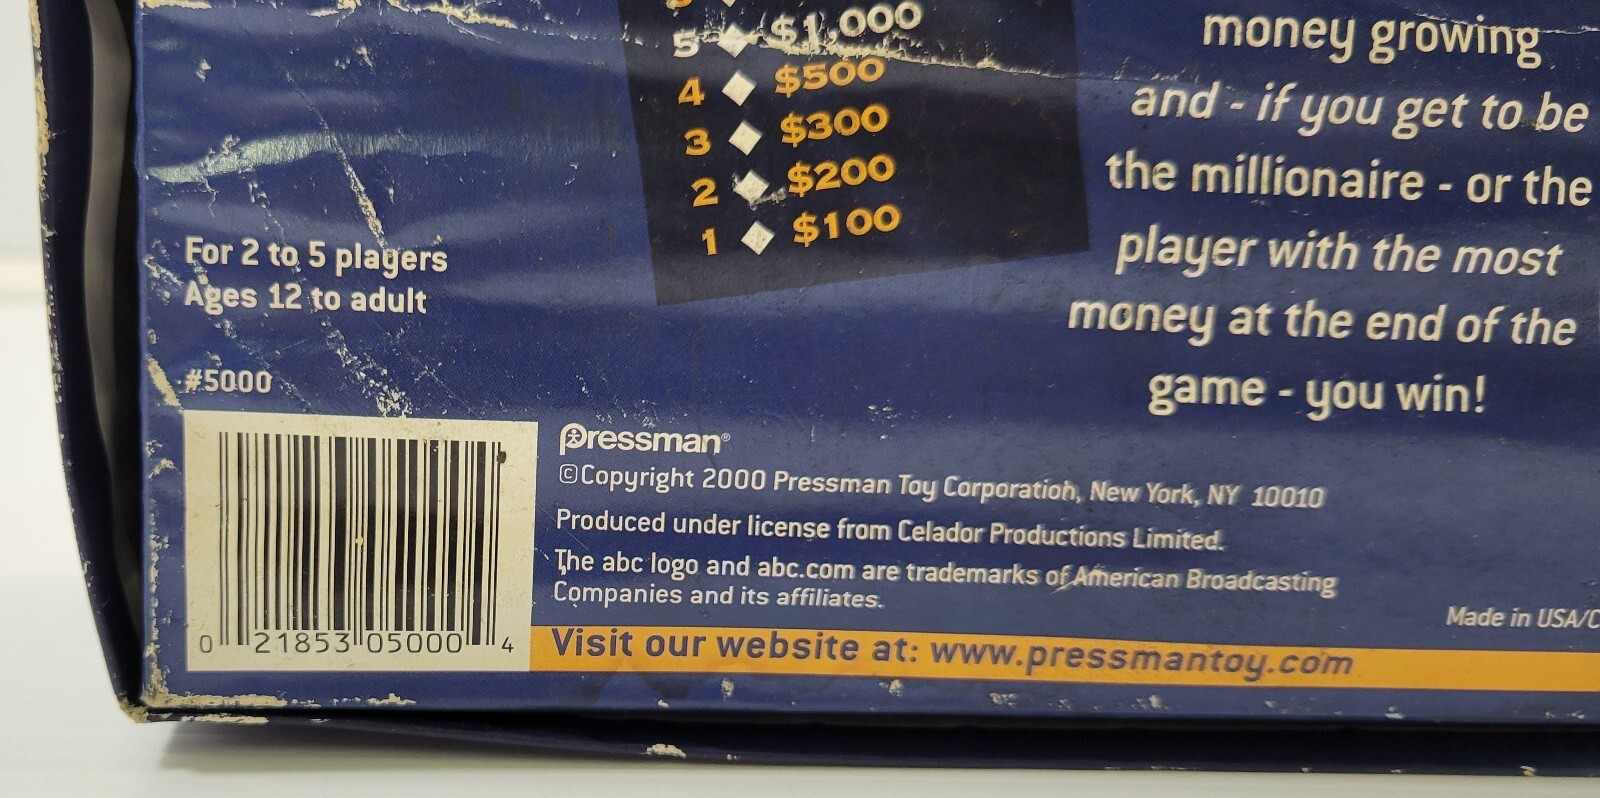 5 ◆ $1,000
4 ◆ $500
3 ◆ $300
2 ◆ $200
1 ◆ $100
money growing
and - if you get to be
the millionaire - or the
player with the most
money at the end of the
game - you win!
For 2 to 5 players
Ages 12 to adult
#5000
0 21853 05000 4
Pressman®
©Copyright 2000 Pressman Toy Corporation, New York, NY 10010
Produced under license from Celador Productions Limited.
The abc logo and abc.com are trademarks of American Broadcasting
Companies and its affiliates.
Made in USA/
Visit our website at: www.pressmantoy.com